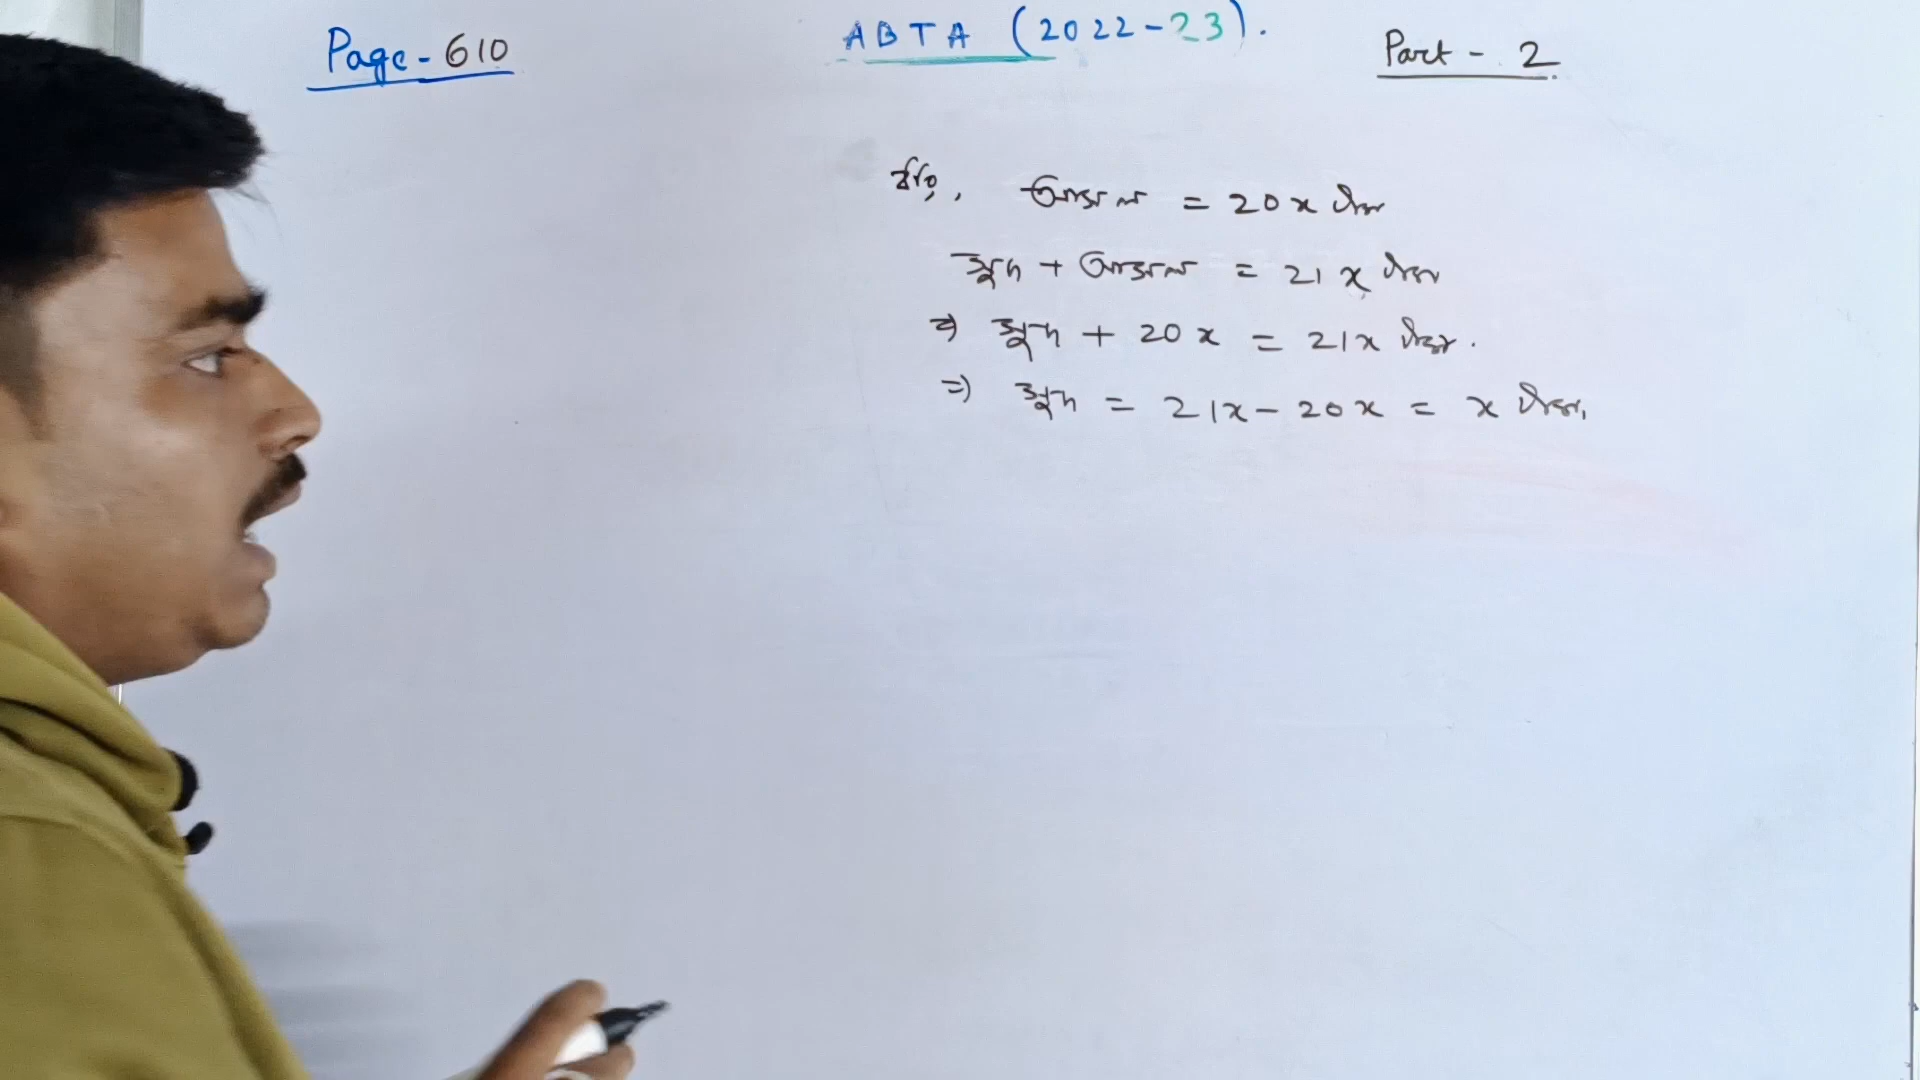 Page - 610
ABTA (2022-23).
Part - 2
ধরি, আসল = 20x টাকা
সুদ + আসল = 21x টাকা
⇒ সুদ + 20x = 21x টাকা.
⇒ সুদ = 21x - 20x = x টাকা,